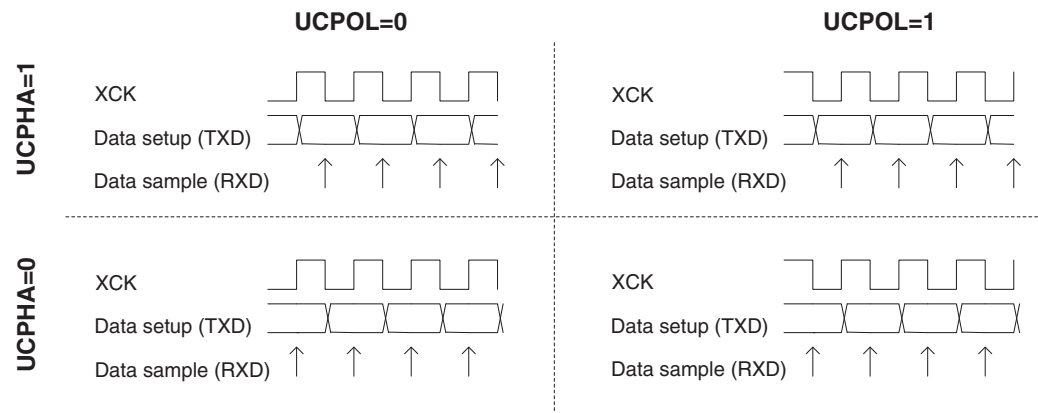 UCPOL=0
UCPOL=1
UCPHA=1
XCK
Data setup (TXD)
Data sample (RXD)
XCK
Data setup (TXD)
Data sample (RXD)
UCPHA=0
XCK
Data setup (TXD)
Data sample (RXD)
XCK
Data setup (TXD)
Data sample (RXD)